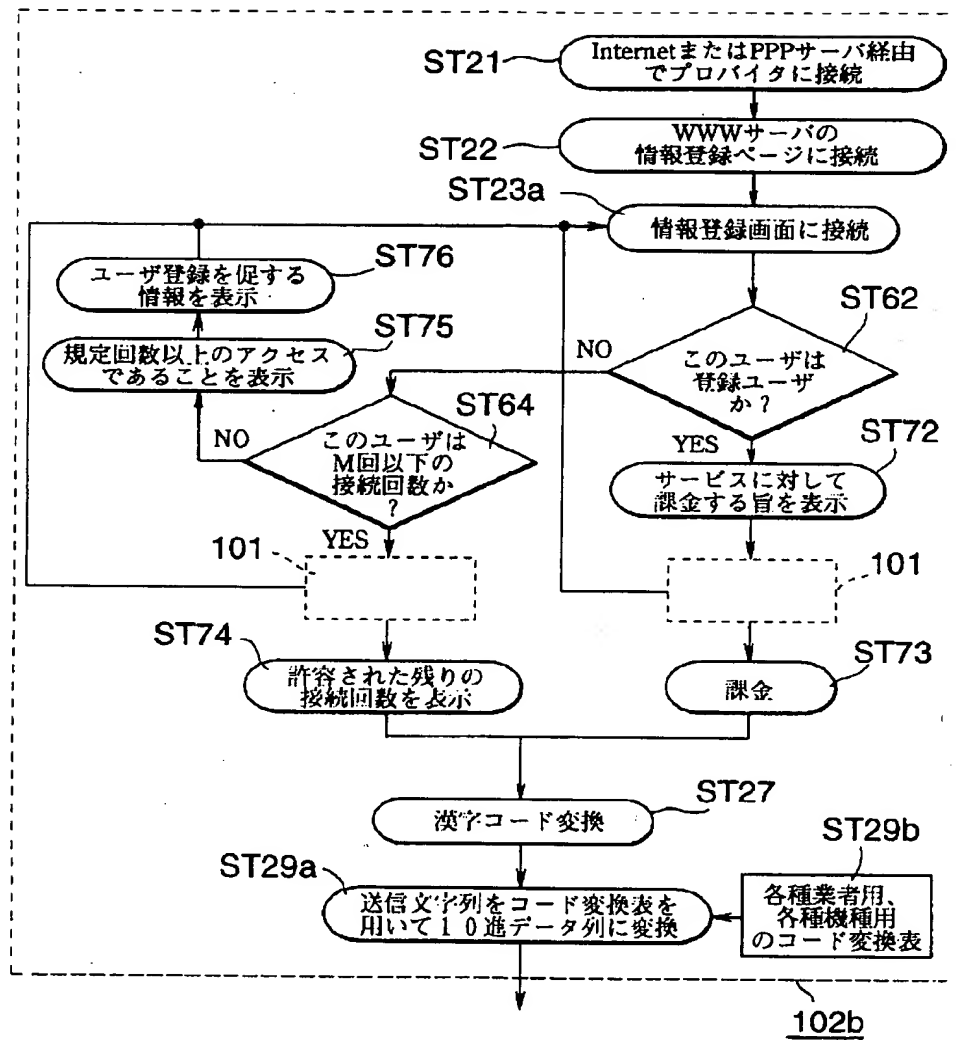 ST21
Internetまたは PPPサーバ経由
でプロバイタに接続
ST22
WWWサーバの
情報登録ページに接続
ST23a
情報登録画面に接続
ST76
ユーザ登録を促する
情報を表示
ST62
このユーザは
登録ユーザ
か?
NO
YES
ST75
規定回数以上のアクセス
であることを表示
ST64
このユーザは
M回以下の
接続回数か
?
NO
YES
ST72
サービスに対して
課金する旨を表示
101
101
ST74
許容された残りの
接続回数を表示
ST73
課金
ST27
漢字コード変換
ST29a
送信文字列をコード変換表を
用いて10進データ列に変換
ST29b
各種業者用、
各種機種用
のコード変換表
102b